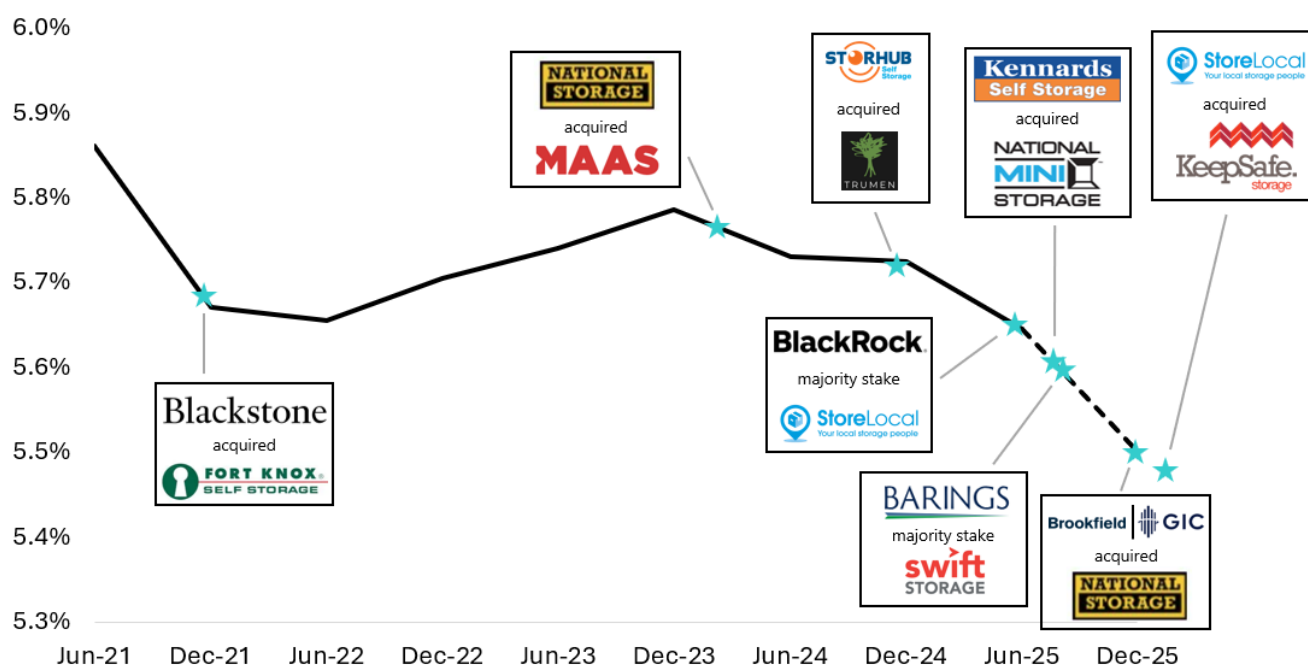 6.0%
5.9%
5.8%
5.7%
5.6%
5.5%
5.4%
5.3%
Jun-21
Dec-21
Jun-22
Dec-22
Jun-23
Dec-23
Jun-24
Dec-24
Jun-25
Dec-25
Blackstone
acquired
FORT KNOX®
SELF STORAGE
NATIONAL
STORAGE
acquired
MAAS
STORHUB
Self
Storage
acquired
TRUMEN
BlackRock.
majority stake
StoreLocal
Your local storage people
Kennards
Self Storage
acquired
NATIONAL
MINI
STORAGE
BARINGS
majority stake
swift
STORAGE
Brookfield
GIC
acquired
NATIONAL
STORAGE
StoreLocal
Your local storage people
acquired
KeepSafe.
storage